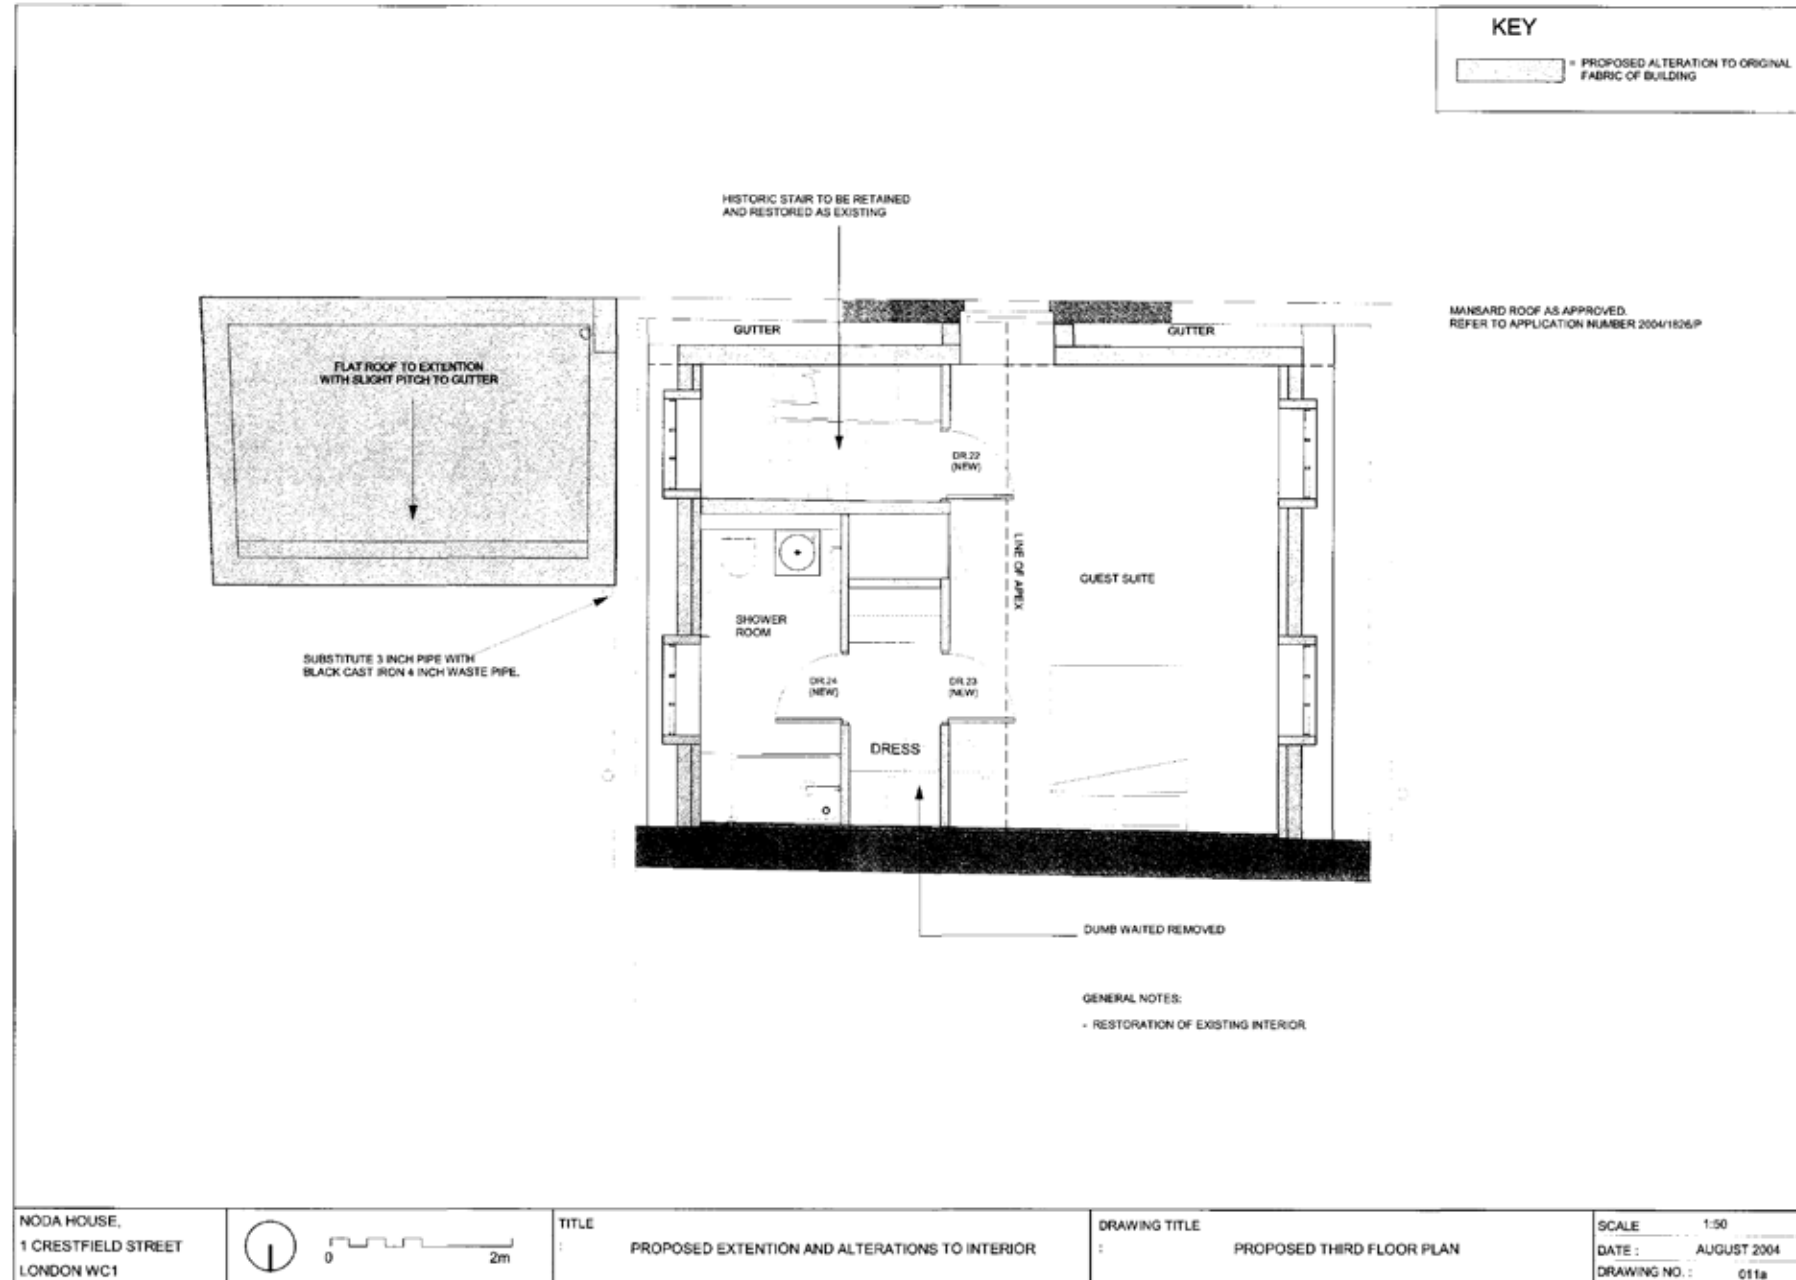 KEY
= PROPOSED ALTERATION TO ORIGINAL
FABRIC OF BUILDING
HISTORIC STAIR TO BE RETAINED
AND RESTORED AS EXISTING
MANSARD ROOF AS APPROVED.
REFER TO APPLICATION NUMBER 2004/1826/P
GUTTER
GUTTER
FLAT ROOF TO EXTENTION
WITH SLIGHT PITCH TO GUTTER
DR.22
(NEW)
LINE OF APEX
GUEST SUITE
SHOWER
ROOM
SUBSTITUTE 3 INCH PIPE WITH
BLACK CAST IRON 4 INCH WASTE PIPE.
DR.24
(NEW)
DR.23
(NEW)
DRESS
DUMB WAITED REMOVED
GENERAL NOTES:
- RESTORATION OF EXISTING INTERIOR
NODA HOUSE,
1 CRESTFIELD STREET
LONDON WC1
0 2m
TITLE
:
PROPOSED EXTENTION AND ALTERATIONS TO INTERIOR
DRAWING TITLE
:
PROPOSED THIRD FLOOR PLAN
SCALE 1:50
DATE : AUGUST 2004
DRAWING NO. : 011a